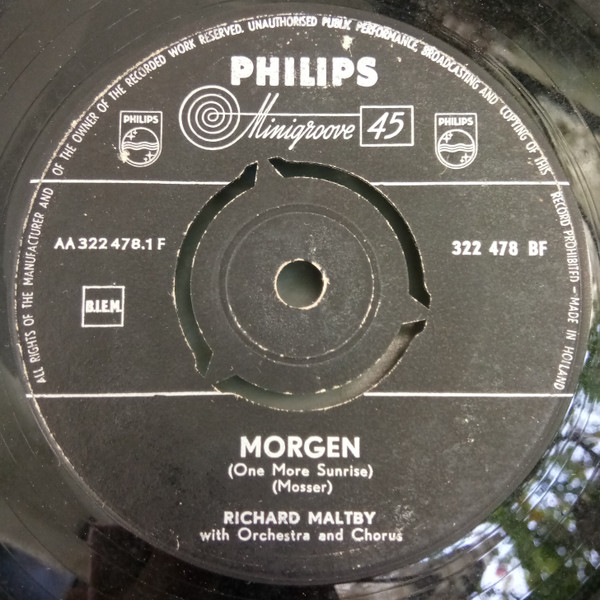 ALL RIGHTS OF THE MANUFACTURER AND OF THE OWNER OF THE RECORDED WORK RESERVED. UNAUTHORISED PUBLIC PERFORMANCE, BROADCASTING AND COPYING OF THIS RECORD PROHIBITED - MADE IN HOLLAND
PHILIPS
Minigroove 45
PHILIPS
PHILIPS
AA 322 478.1 F
322 478 BF
B.I.E.M.
MORGEN
(One More Sunrise)
(Mosser)
RICHARD MALTBY
with Orchestra and Chorus